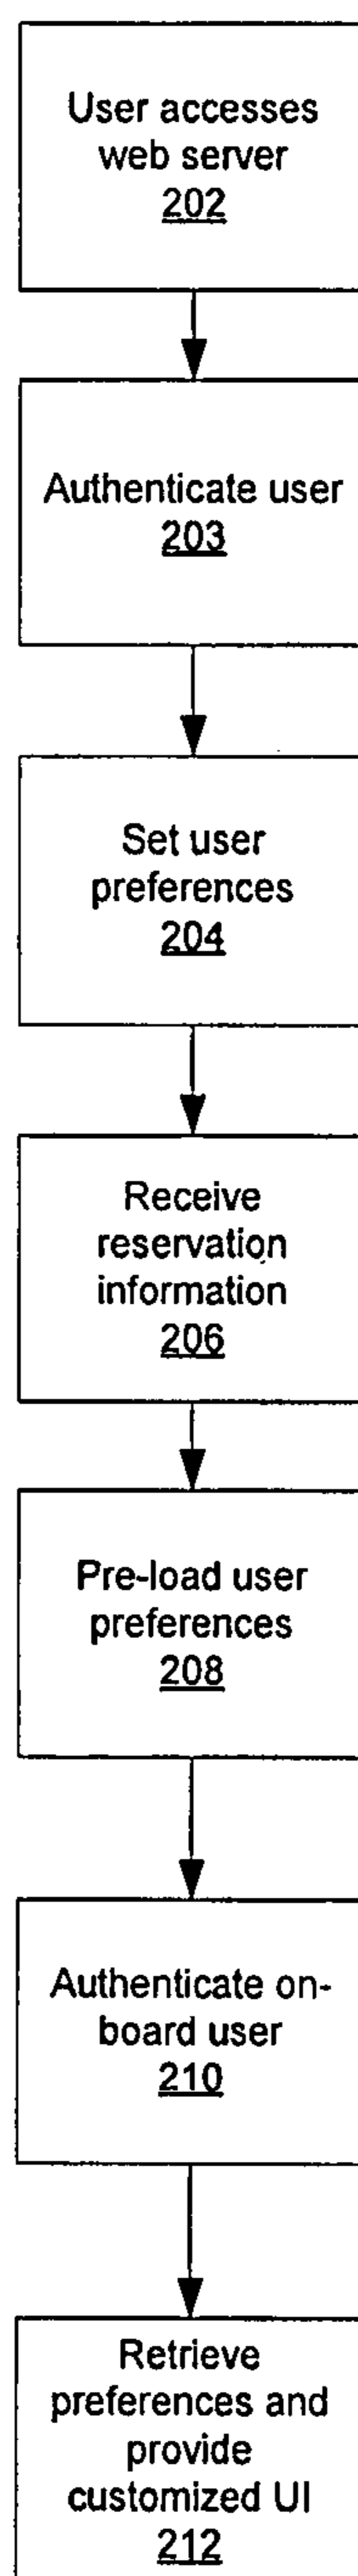 User accesses
web server
202
Authenticate user
203
Set user
preferences
204
Receive
reservation
information
206
Pre-load user
preferences
208
Authenticate on-
board user
210
Retrieve
preferences and
provide
customized UI
212